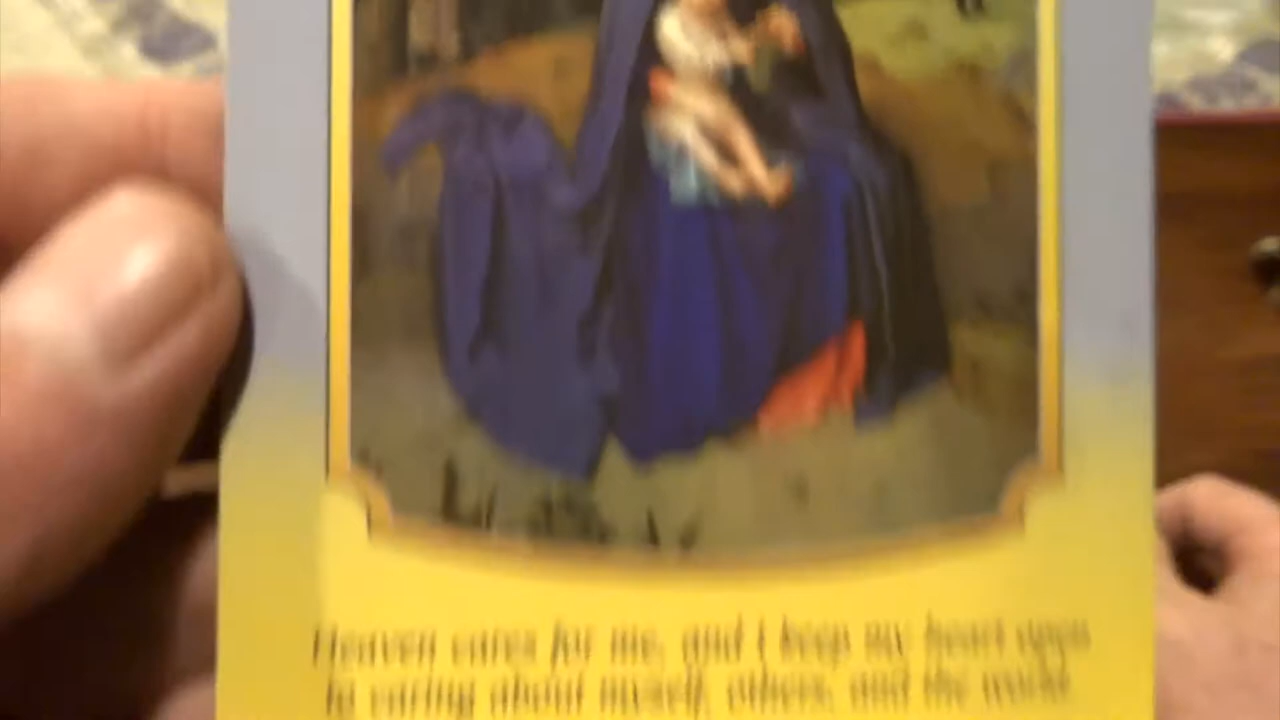 Heaven cares for me, and I keep my heart open
to caring about myself, others, and the world.